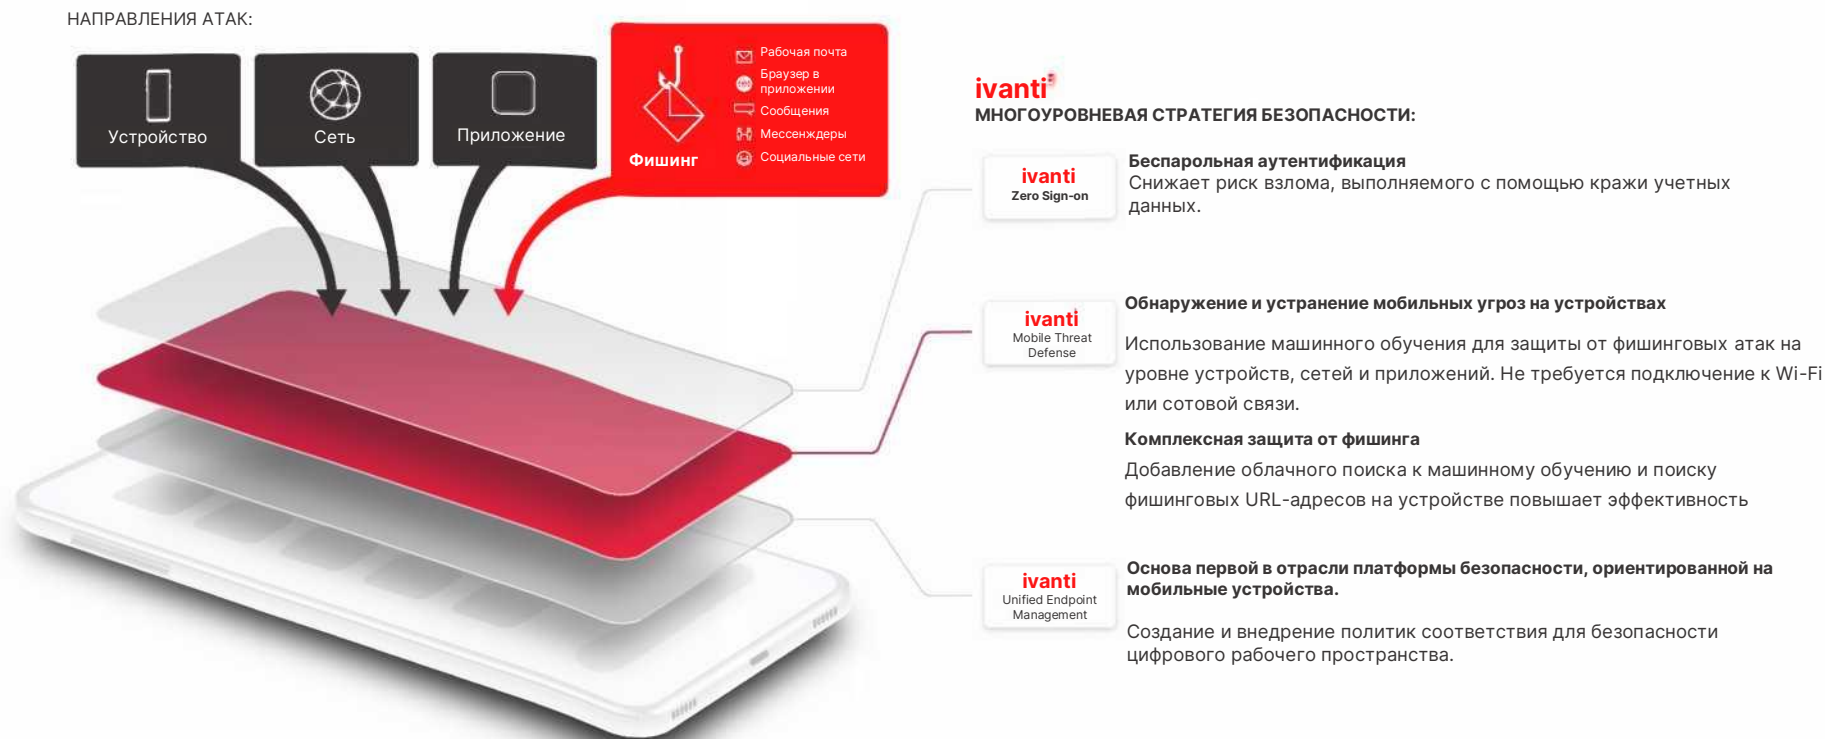 НАПРАВЛЕНИЯ АТАК:
Устройство
Сеть
Приложение
Фишинг
Рабочая почта
Браузер в
приложении
Сообщения
Мессенждеры
Социальные сети
ivanti
МНОГОУРОВНЕВАЯ СТРАТЕГИЯ БЕЗОПАСНОСТИ:
ivanti
Zero Sign-on
Беспарольная аутентификация
Снижает риск взлома, выполняемого с помощью кражи учетных
данных.
ivanti
Mobile Threat
Defense
Обнаружение и устранение мобильных угроз на устройствах
Использование машинного обучения для защиты от фишинговых атак на
уровне устройств, сетей и приложений. Не требуется подключение к Wi-Fi
или сотовой связи.
Комплексная защита от фишинга
Добавление облачного поиска к машинному обучению и поиску
фишинговых URL-адресов на устройстве повышает эффективность
ivanti
Unified Endpoint
Management
Основа первой в отрасли платформы безопасности, ориентированной на
мобильные устройства.
Создание и внедрение политик соответствия для безопасности
цифрового рабочего пространства.